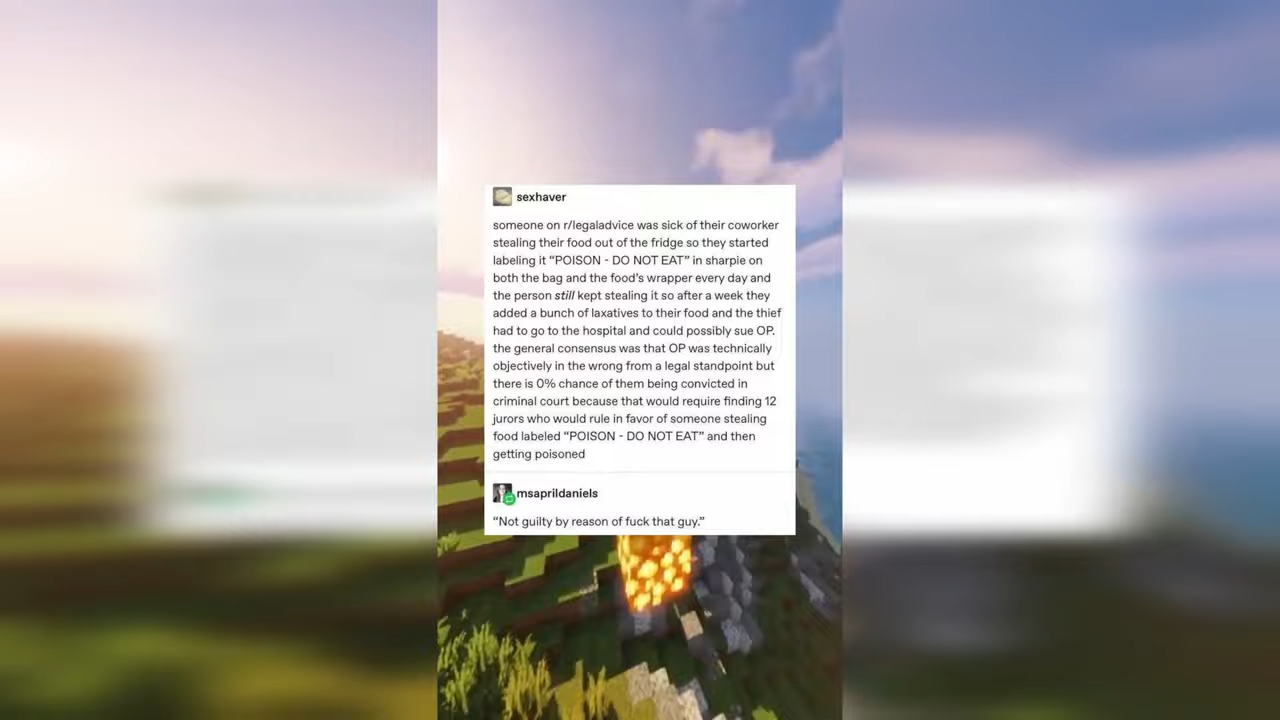 sexhaver
someone on r/legaladvice was sick of their coworker
stealing their food out of the fridge so they started
labeling it “POISON - DO NOT EAT” in sharpie on
both the bag and the food’s wrapper every day and
the person still kept stealing it so after a week they
added a bunch of laxatives to their food and the thief
had to go to the hospital and could possibly sue OP.
the general consensus was that OP was technically
objectively in the wrong from a legal standpoint but
there is 0% chance of them being convicted in
criminal court because that would require finding 12
jurors who would rule in favor of someone stealing
food labeled “POISON - DO NOT EAT” and then
getting poisoned
msaprildaniels
“Not guilty by reason of fuck that guy.”